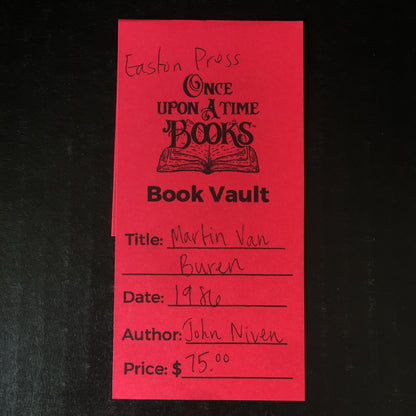 Easton Press
ONCE
UPON A TIME
BOOKS
Book Vault
Title: Martin Van
Buren
Date: 1986
Author: John Niven
Price: $ 75.00